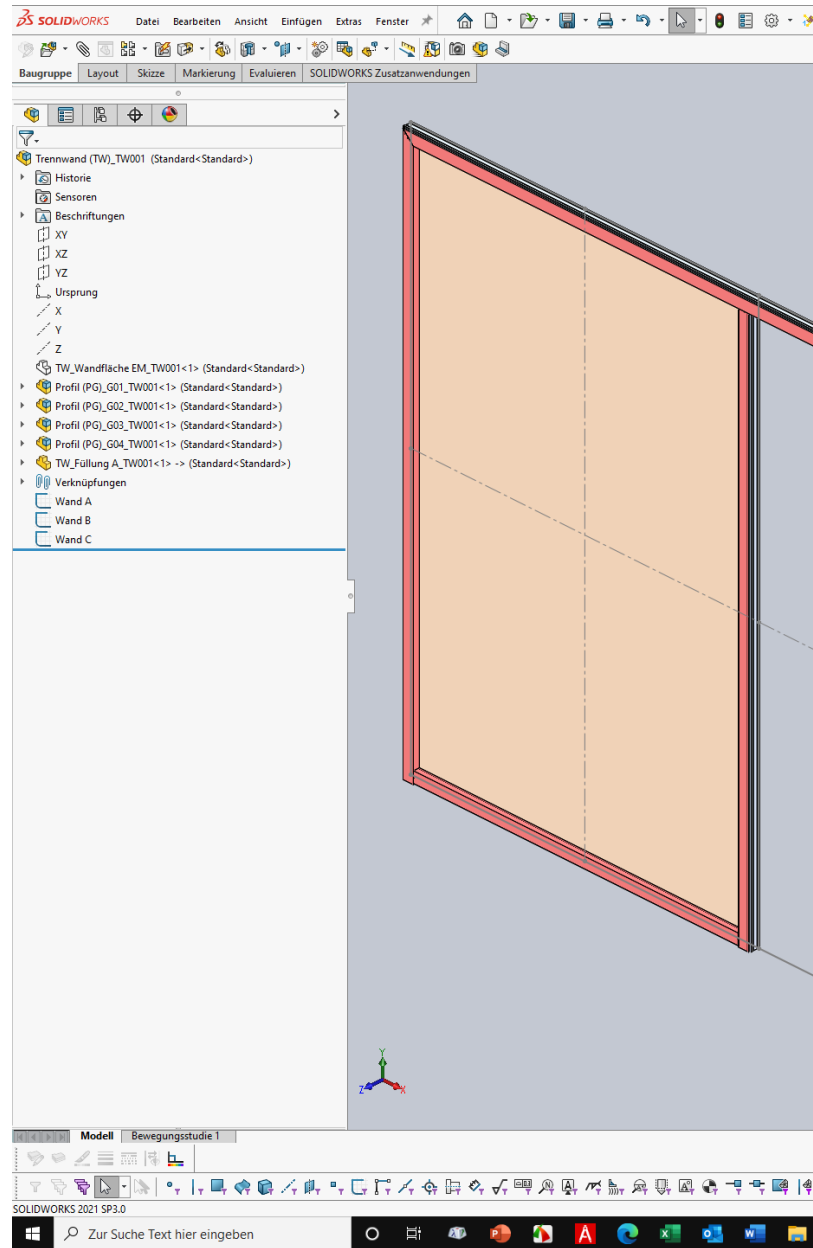 SOLIDWORKS Datei Bearbeiten Ansicht Einfügen Extras Fenster
Baugruppe Layout Skizze Markierung Evaluieren SOLIDWORKS Zusatzanwendungen
Trennwand (TW)_TW001 (Standard<Standard>)
Historie
Sensoren
A Beschriftungen
XY
XZ
YZ
Ursprung
X
Y
Z
TW_Wandfläche EM_TW001<1> (Standard<Standard>)
Profil (PG)_G01_TW001<1> (Standard<Standard>)
Profil (PG)_G02_TW001<1> (Standard<Standard>)
Profil (PG)_G03_TW001<1> (Standard<Standard>)
Profil (PG)_G04_TW001<1> (Standard<Standard>)
TW_Füllung A_TW001<1> -> (Standard<Standard>)
Verknüpfungen
Wand A
Wand B
Wand C
Y
Z X
Modell Bewegungsstudie 1
SOLIDWORKS 2021 SP3.0
Zur Suche Text hier eingeben